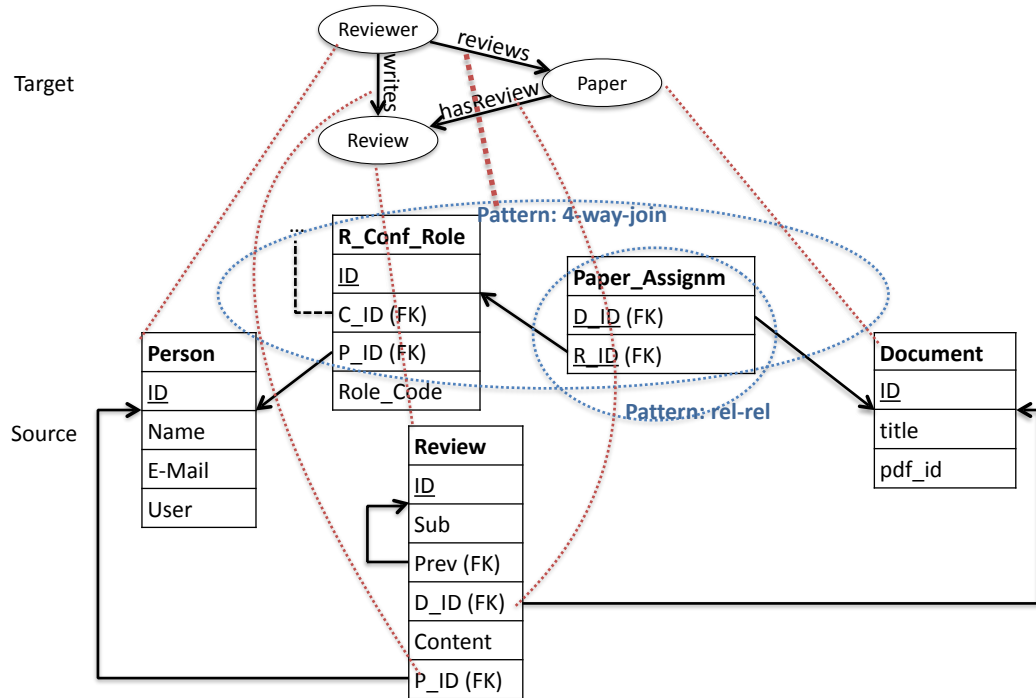 Reviewer
reviews
writes
hasReview
Paper
Review
Target
Pattern: 4-way-join
R_Conf_Role
ID
C_ID (FK)
P_ID (FK)
Role_Code
Paper_Assignm
D_ID (FK)
R_ID (FK)
Pattern: rel-rel
Person
ID
Name
E-Mail
User
Document
ID
title
pdf_id
Source
Review
ID
Sub
Prev (FK)
D_ID (FK)
Content
P_ID (FK)